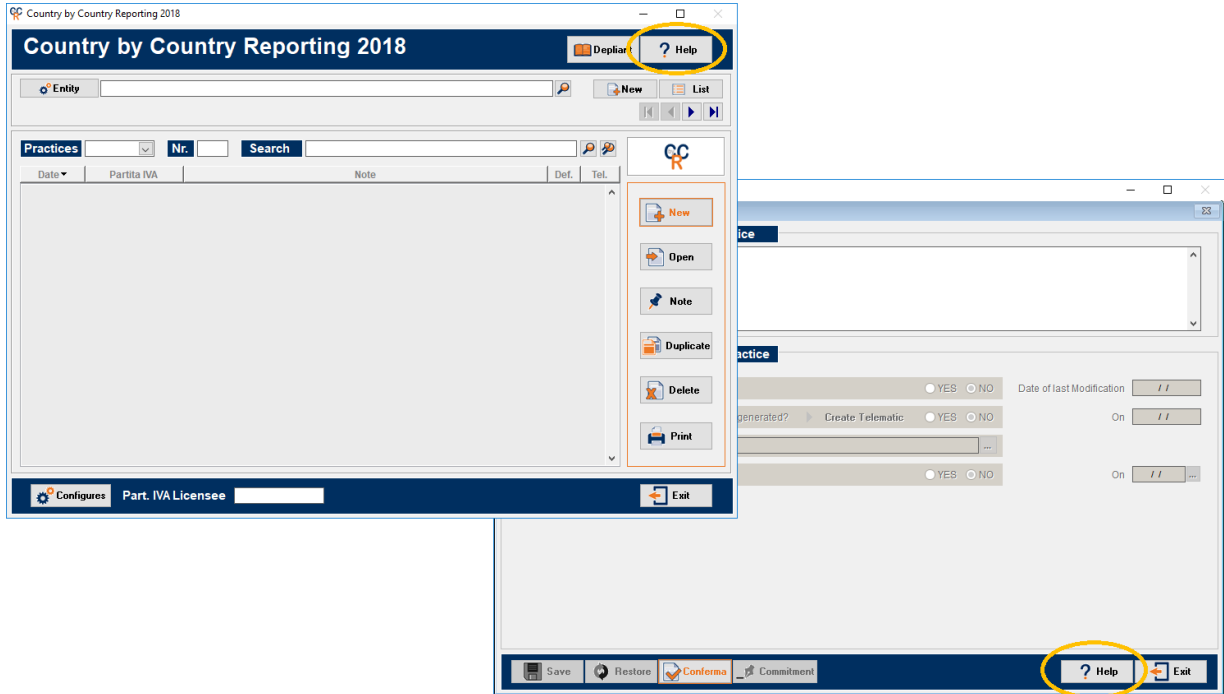 Country by Country Reporting 2018
Country by Country Reporting 2018
Depliant
? Help
Entity
New
List
Practices
Nr.
Search
CCR
Date
Partita IVA
Note
Def.
Tel.
New
Open
Note
Duplicate
Delete
Print
Configures
Part. IVA Licensee
Exit
ice
actice
YES NO
Date of last Modification
/ /
generated?
Create Telematic
YES NO
On
/ /
...
YES NO
On
/ /
...
Save
Restore
Conferma
Commitment
? Help
Exit